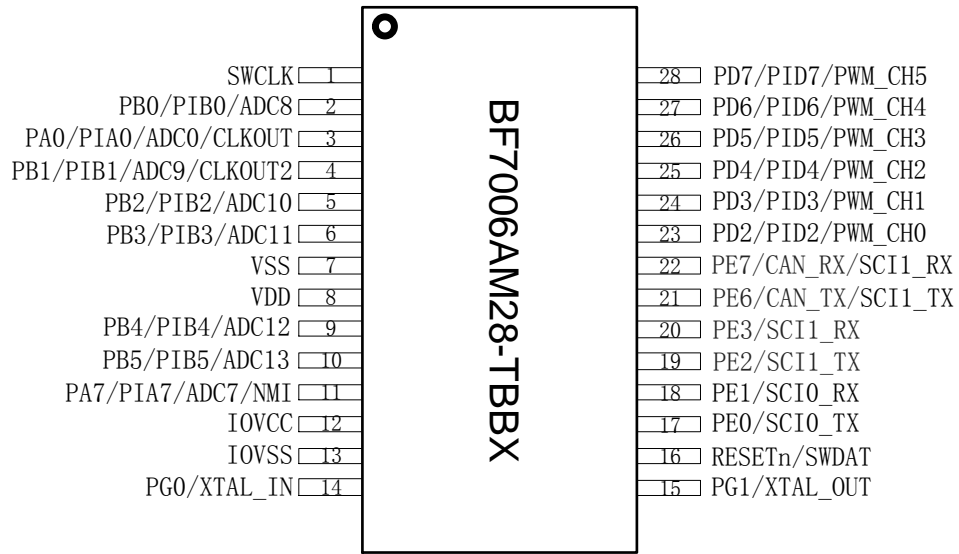 SWCLK 1
PB0/PIB0/ADC8 2
PA0/PIA0/ADC0/CLKOUT 3
PB1/PIB1/ADC9/CLKOUT2 4
PB2/PIB2/ADC10 5
PB3/PIB3/ADC11 6
VSS 7
VDD 8
PB4/PIB4/ADC12 9
PB5/PIB5/ADC13 10
PA7/PIA7/ADC7/NMI 11
IOVCC 12
IOVSS 13
PG0/XTAL_IN 14
BF7006AM28-TBBX
28 PD7/PID7/PWM_CH5
27 PD6/PID6/PWM_CH4
26 PD5/PID5/PWM_CH3
25 PD4/PID4/PWM_CH2
24 PD3/PID3/PWM_CH1
23 PD2/PID2/PWM_CH0
22 PE7/CAN_RX/SCI1_RX
21 PE6/CAN_TX/SCI1_TX
20 PE3/SCI1_RX
19 PE2/SCI1_TX
18 PE1/SCI0_RX
17 PE0/SCI0_TX
16 RESETn/SWDAT
15 PG1/XTAL_OUT